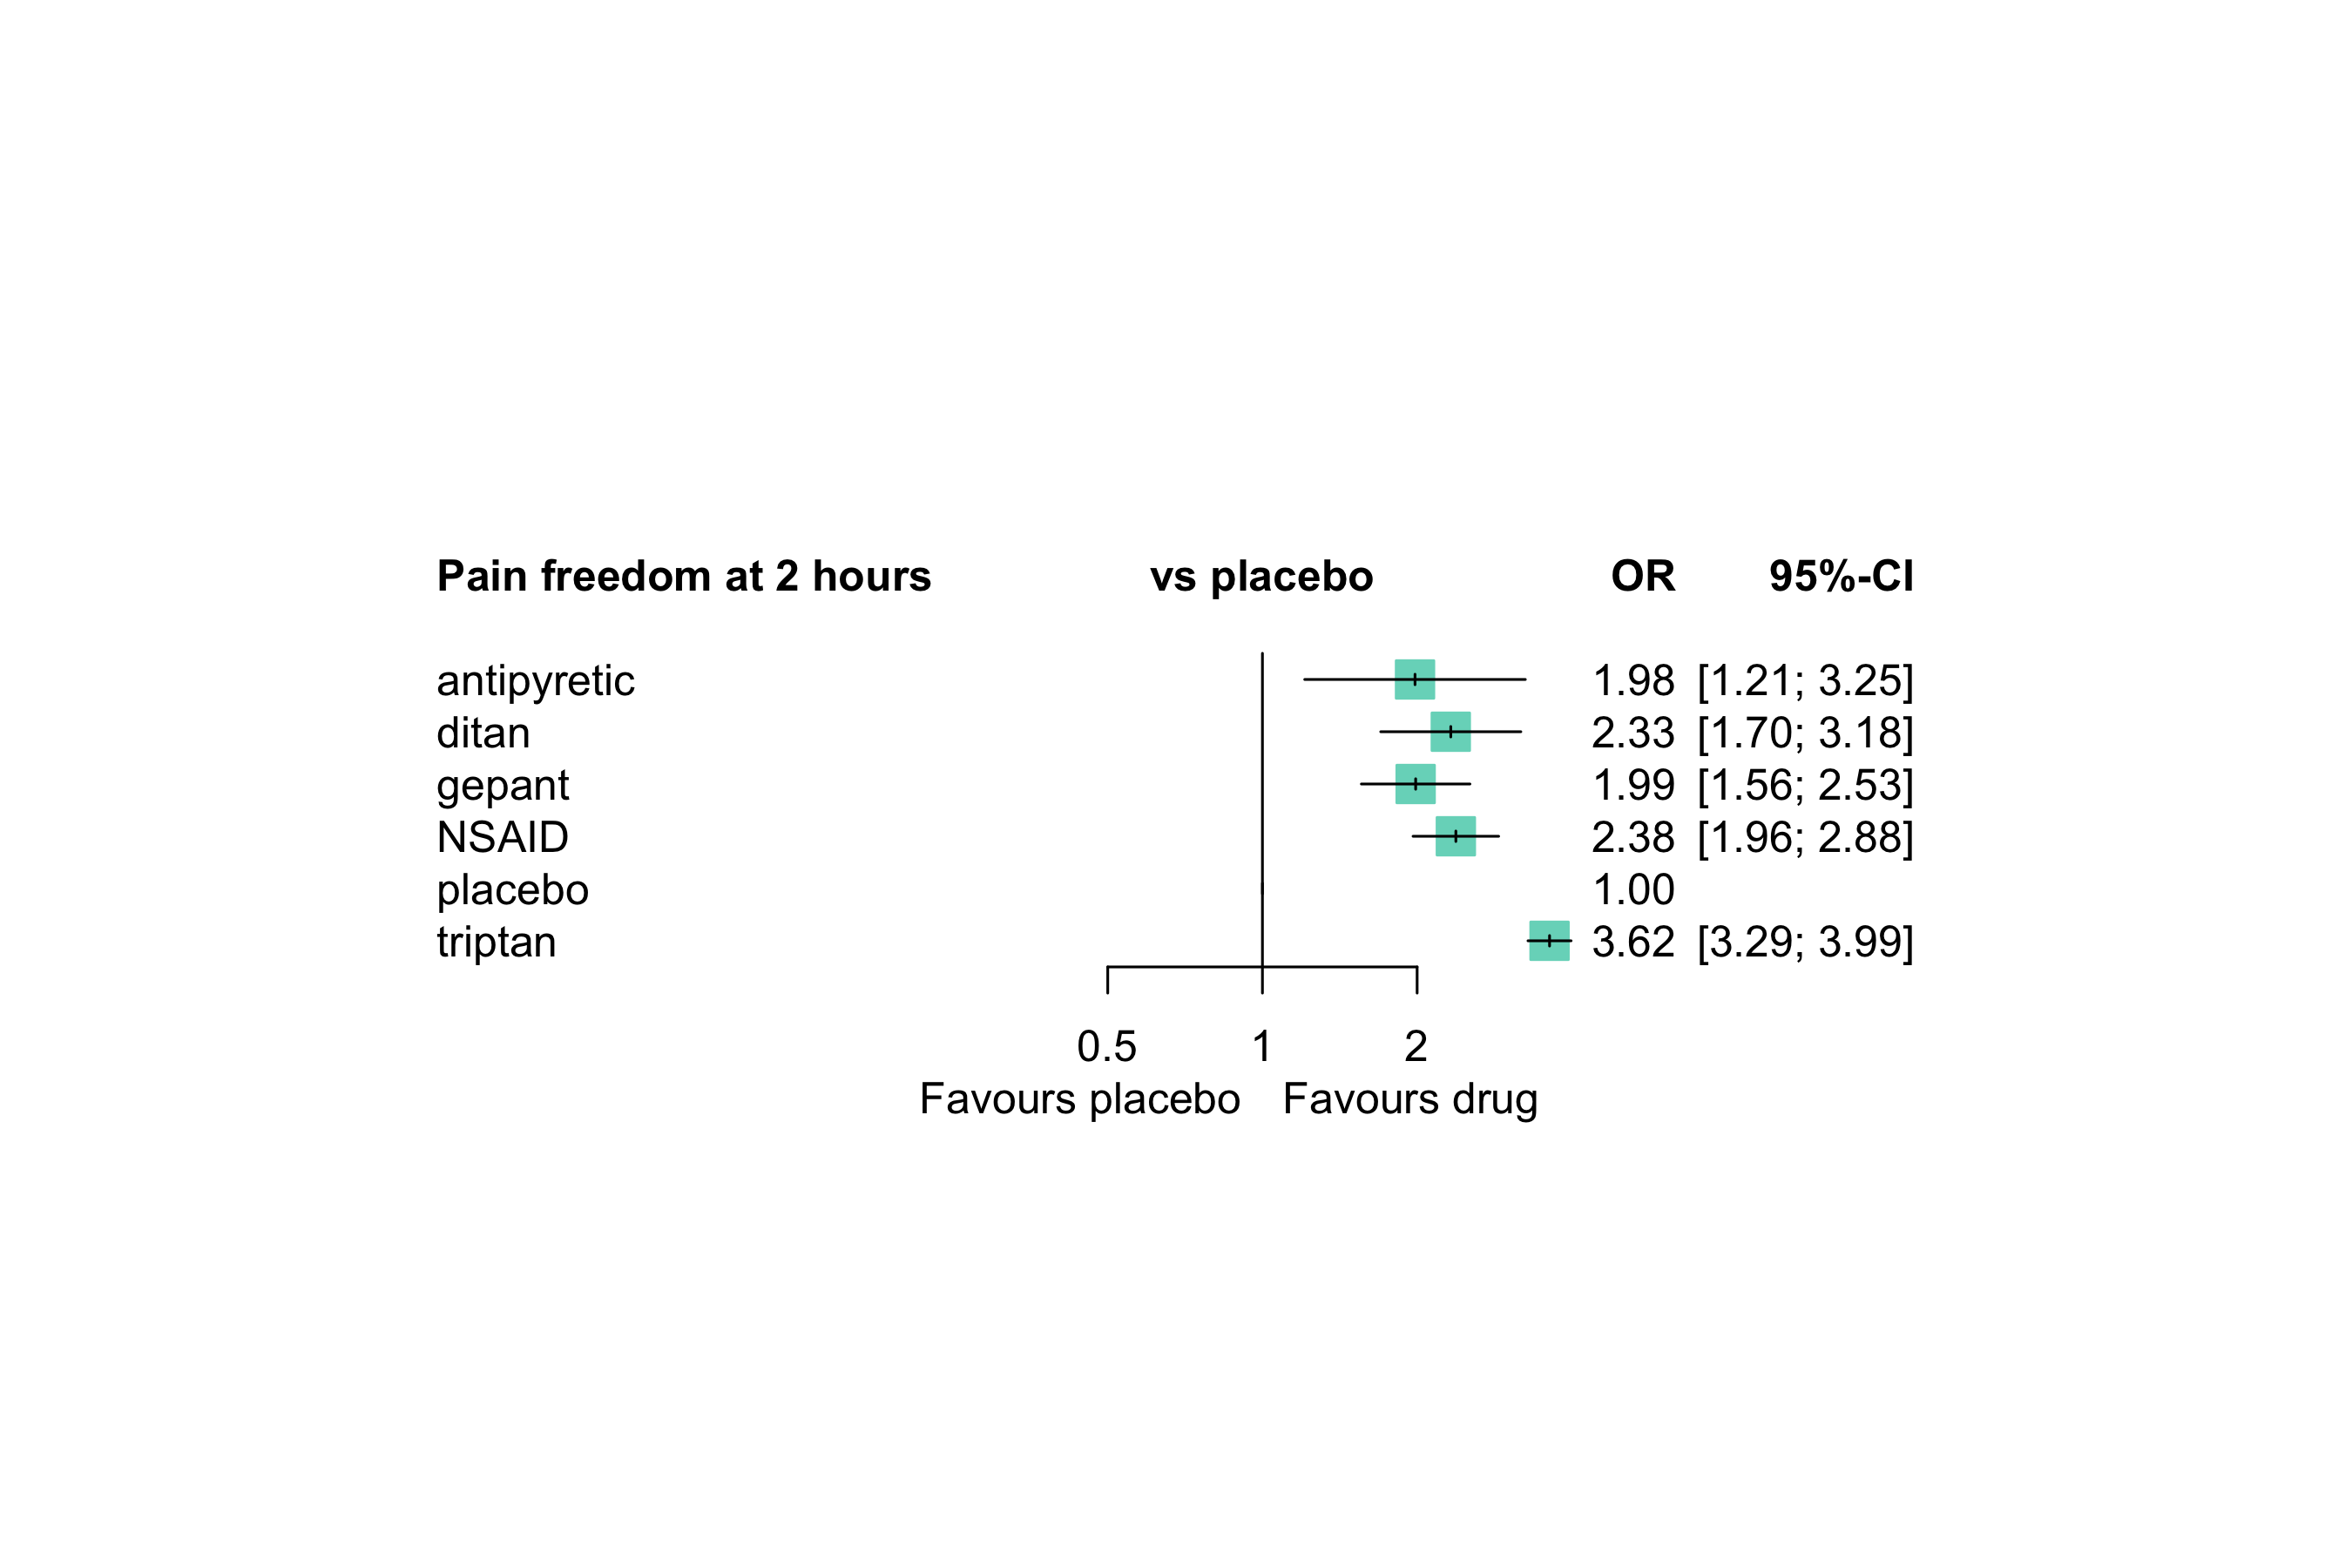 Pain freedom at 2 hours vs placebo OR 95%-CI
antipyretic 1.98 [1.21; 3.25]
ditan 2.33 [1.70; 3.18]
gepant 1.99 [1.56; 2.53]
NSAID 2.38 [1.96; 2.88]
placebo 1.00
triptan 3.62 [3.29; 3.99]
0.5 1 2
Favours placebo Favours drug